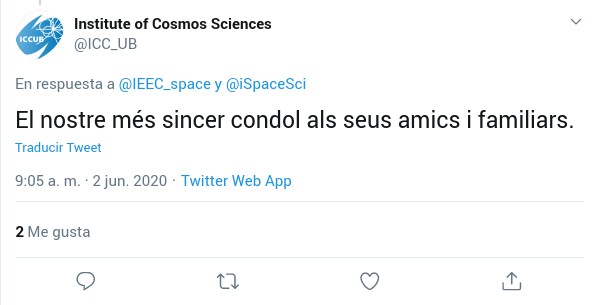 ICCUB
Institute of Cosmos Sciences
@ICC_UB
En respuesta a @IEEC_space y @iSpaceSci
El nostre més sincer condol als seus amics i familiars.
Traducir Tweet
9:05 a. m. · 2 jun. 2020 · Twitter Web App
2 Me gusta